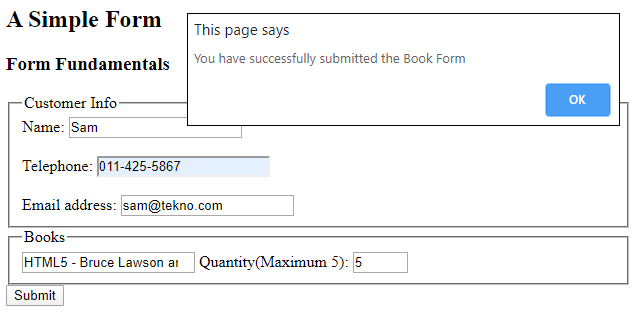 A Simple Form
This page says
You have successfully submitted the Book Form
OK
Form Fundamentals
Customer Info
Name: Sam
Telephone: 011-425-5867
Email address: sam@tekno.com
Books
HTML5 - Bruce Lawson Quantity(Maximum 5): 5
Submit